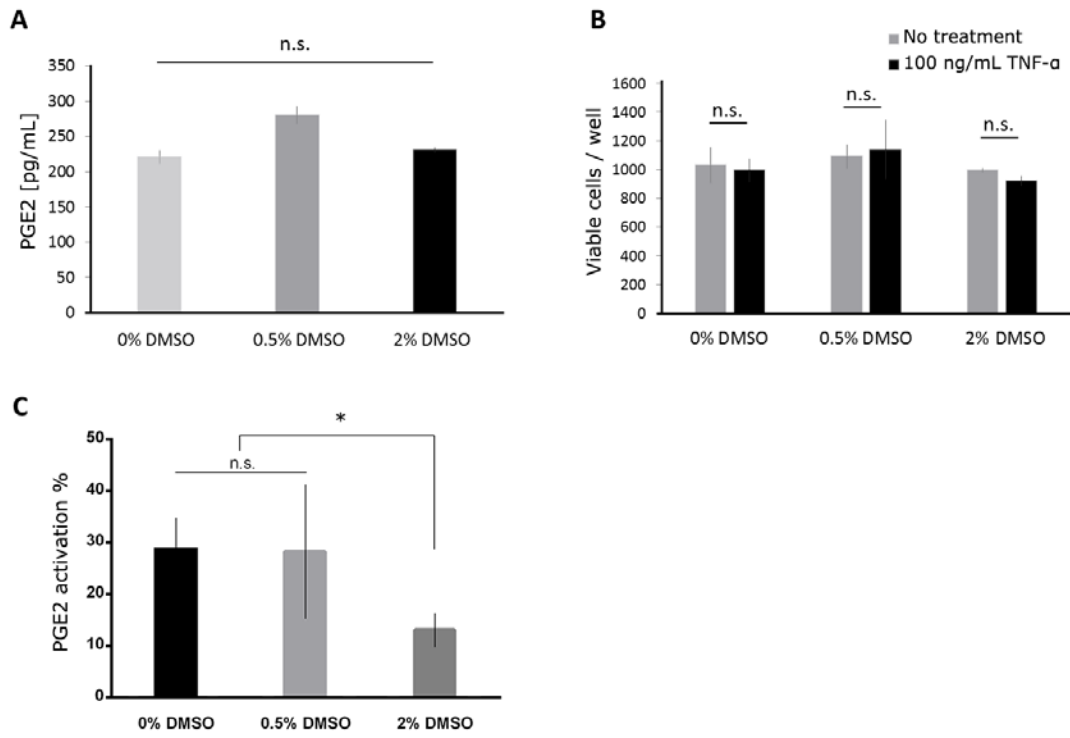 A
n.s.
PGE2 [pg/mL]
350
300
250
200
150
100
50
0
0% DMSO 0.5% DMSO 2% DMSO
B
No treatment
100 ng/mL TNF-α
Viable cells / well
1600
1400
1200
1000
800
600
400
200
0
n.s. n.s. n.s.
0% DMSO 0.5% DMSO 2% DMSO
C
*
n.s.
PGE2 activation %
50
40
30
20
10
0
0% DMSO 0.5% DMSO 2% DMSO